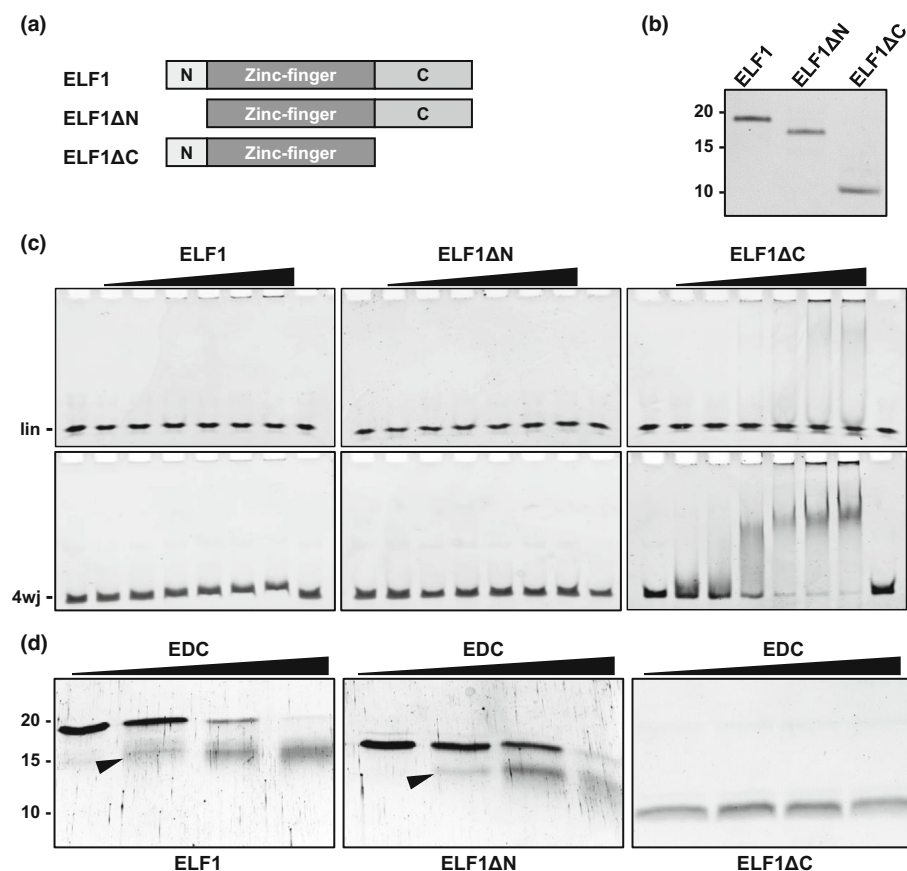 (a)
ELF1 N Zinc-finger C
ELF1ΔN Zinc-finger C
ELF1ΔC N Zinc-finger
(b)
ELF1 ELF1ΔN ELF1ΔC
20 -
15 -
10 -
(c)
ELF1 ELF1ΔN ELF1ΔC
lin -
4wj -
(d)
EDC EDC EDC
20 -
15 -
10 -
ELF1 ELF1ΔN ELF1ΔC